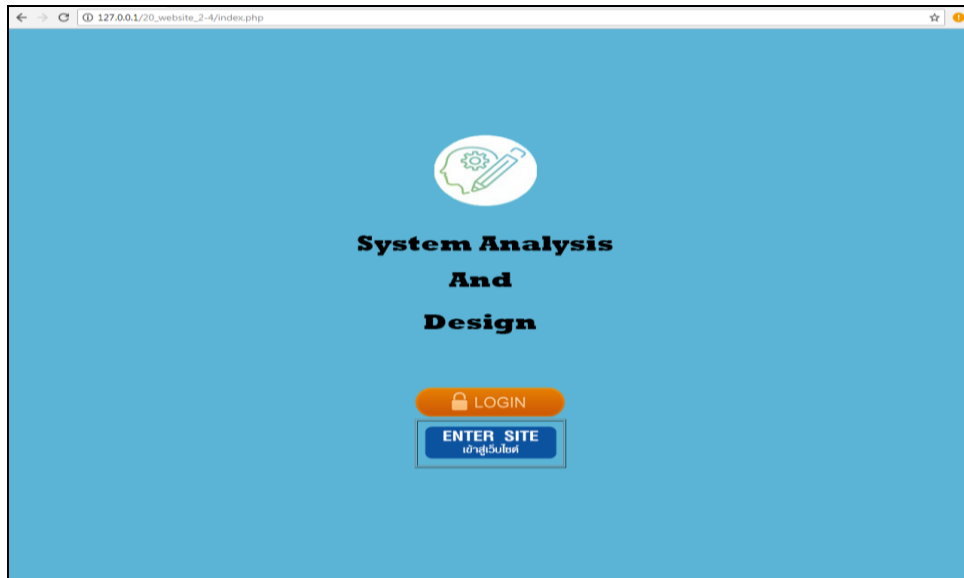 127.0.0.1/20_website_2-4/index.php
System Analysis
And
Design
LOGIN
ENTER SITE
เข้าสู่เว็บไซต์